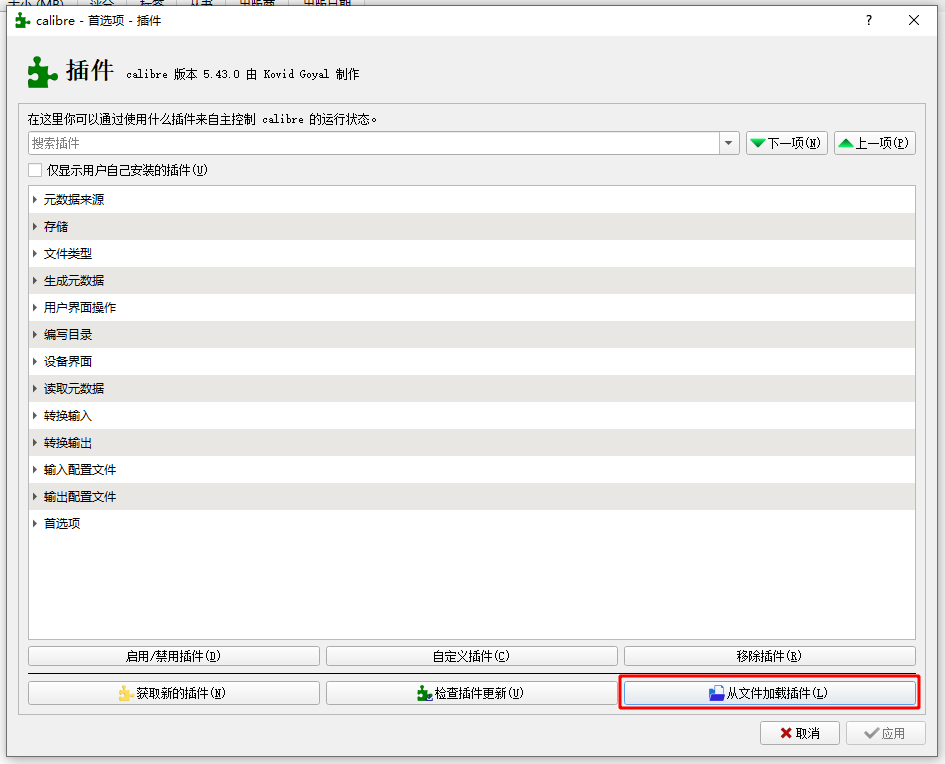 calibre - 首选项 - 插件
?
插件 calibre 版本 5.43.0 由 Kovid Goyal 制作
在这里你可以通过使用什么插件来自主控制 calibre 的运行状态。
搜索插件
下一项(N)
上一项(P)
仅显示用户自己安装的插件(U)
元数据来源
存储
文件类型
生成元数据
用户界面操作
编写目录
设备界面
读取元数据
转换输入
转换输出
输入配置文件
输出配置文件
首选项
启用/禁用插件(D)
自定义插件(C)
移除插件(R)
获取新的插件(N)
检查插件更新(U)
从文件加载插件(L)
取消
应用